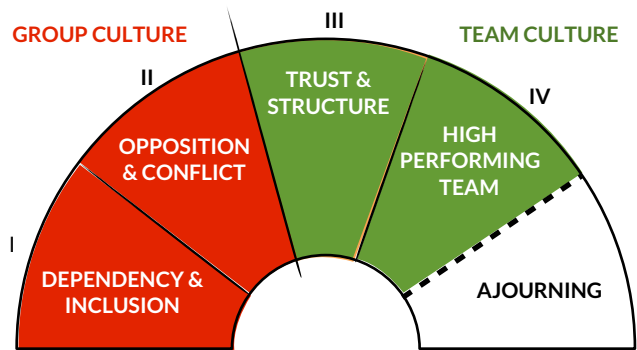 GROUP CULTURE
III
TEAM CULTURE
II
TRUST &
STRUCTURE
IV
OPPOSITION
& CONFLICT
HIGH
PERFORMING
TEAM
I
DEPENDENCY &
INCLUSION
AJOURNING